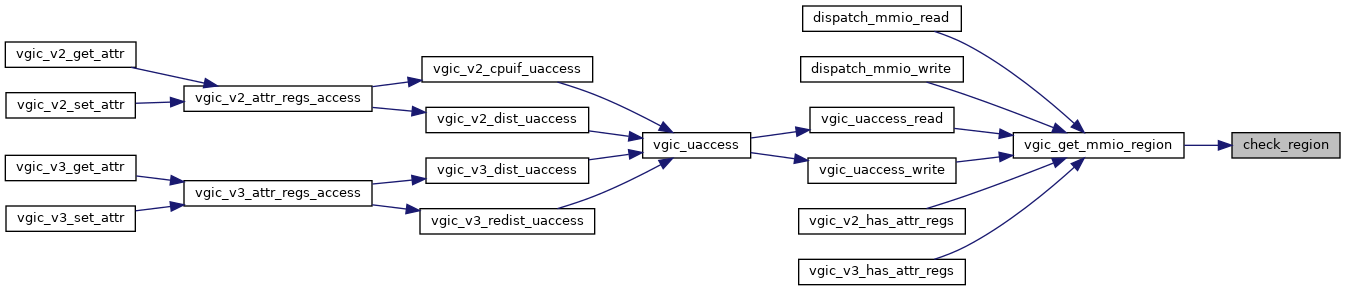 dispatch_mmio_read
vgic_v2_get_attr
vgic_v2_cpuif_uaccess
dispatch_mmio_write
vgic_v2_set_attr
vgic_v2_attr_regs_access
vgic_v2_dist_uaccess
vgic_uaccess_read
vgic_uaccess
vgic_get_mmio_region
check_region
vgic_v3_get_attr
vgic_v3_dist_uaccess
vgic_uaccess_write
vgic_v3_attr_regs_access
vgic_v3_set_attr
vgic_v3_redist_uaccess
vgic_v2_has_attr_regs
vgic_v3_has_attr_regs